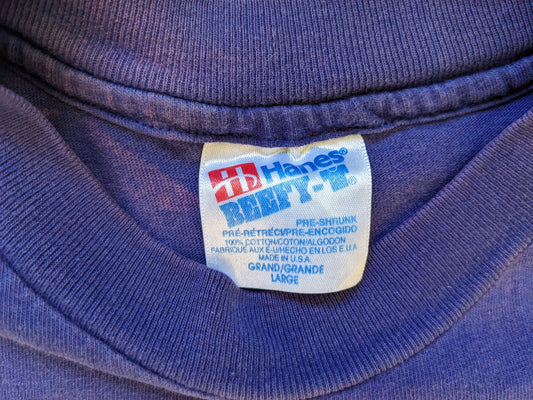 Hanes®
BEEFY-T®
PRE-SHRUNK
PRÉ-RÉTRÉCI/PRE-ENCOGIDO
100% COTTON/COTON/ALGODON
FABRIQUE AUX E-U/HECHO EN LOS E.U.A
MADE IN U.S.A.
GRAND/GRANDE
LARGE